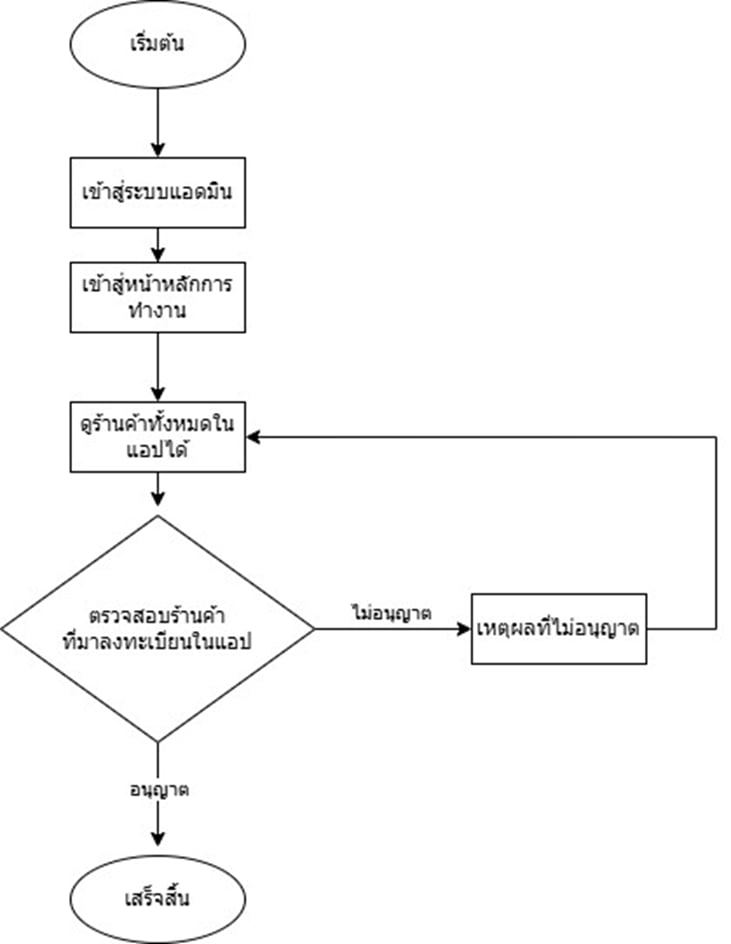 เริ่มต้น
เข้าสู่ระบบแอดมิน
เข้าสู่หน้าหลักการ
ทำงาน
ดูร้านค้าทั้งหมดใน
แอปได้
ตรวจสอบร้านค้า
ที่มาลงทะเบียนในแอป
ไม่อนุญาต
เหตุผลที่ไม่อนุญาต
อนุญาต
เสร็จสิ้น